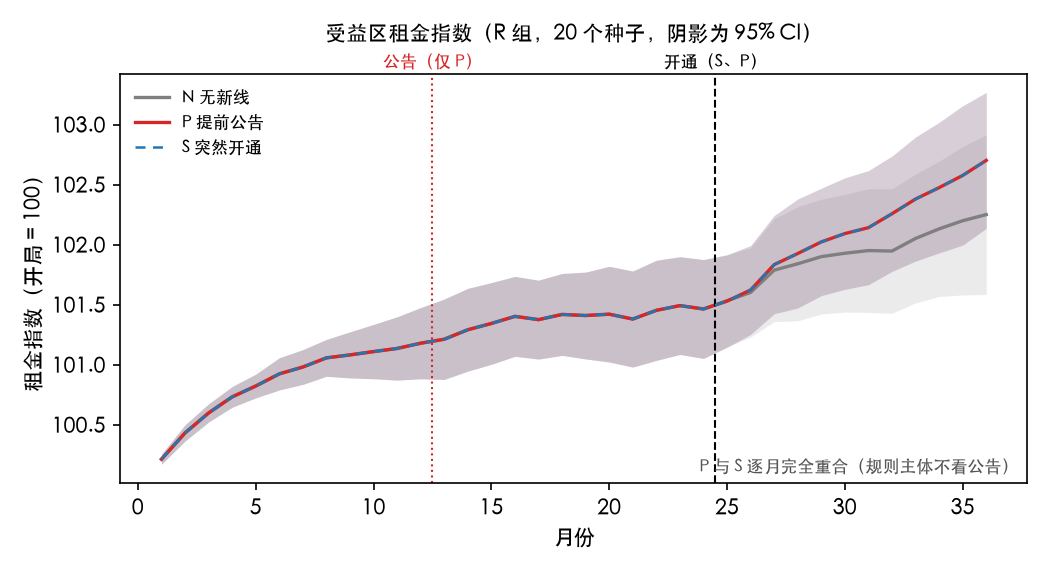 受益区租金指数（R 组，20 个种子，阴影为 95% CI）
公告（仅 P）
开通（S、P）
N 无新线
P 提前公告
S 突然开通
103.0
102.5
102.0
101.5
101.0
100.5
租金指数（开局 = 100）
P 与 S 逐月完全重合（规则主体不看公告）
0 5 10 15 20 25 30 35
月份